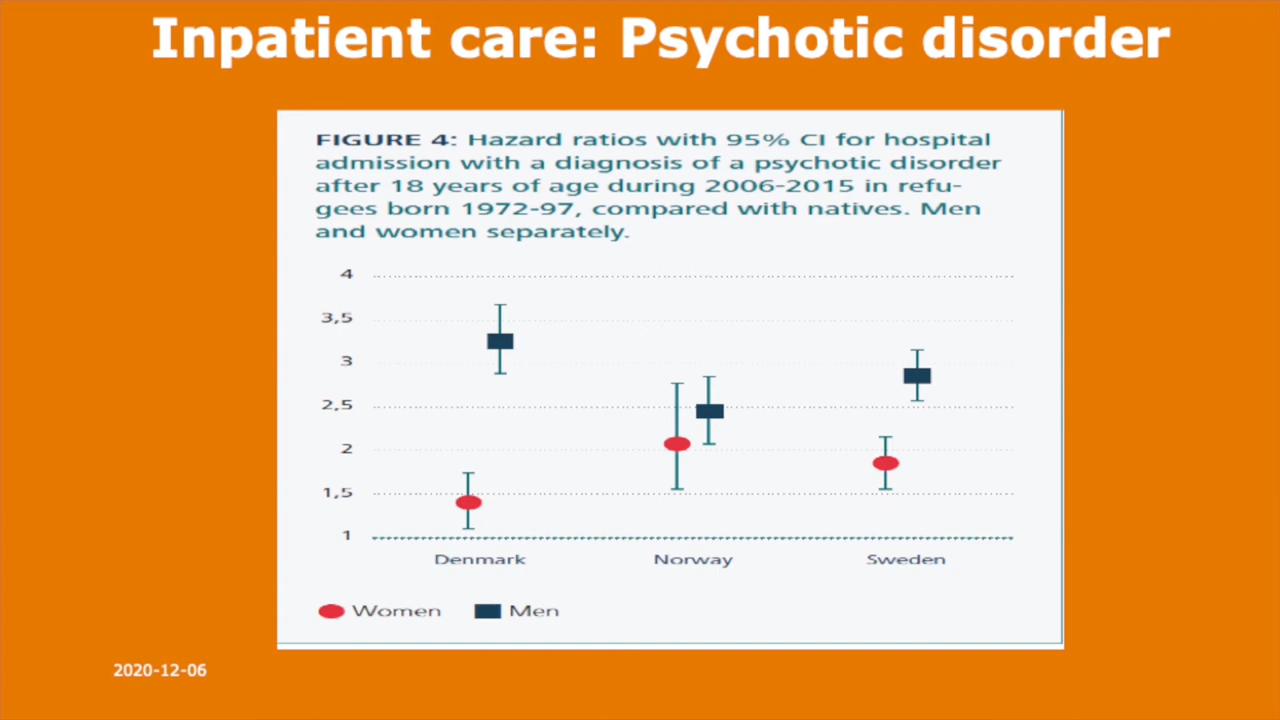 Inpatient care: Psychotic disorder
FIGURE 4: Hazard ratios with 95% CI for hospital
admission with a diagnosis of a psychotic disorder
after 18 years of age during 2006-2015 in refu-
gees born 1972-97, compared with natives. Men
and women separately.
4
3,5
3
2,5
2
1,5
1
Denmark Norway Sweden
Women Men
2020-12-06